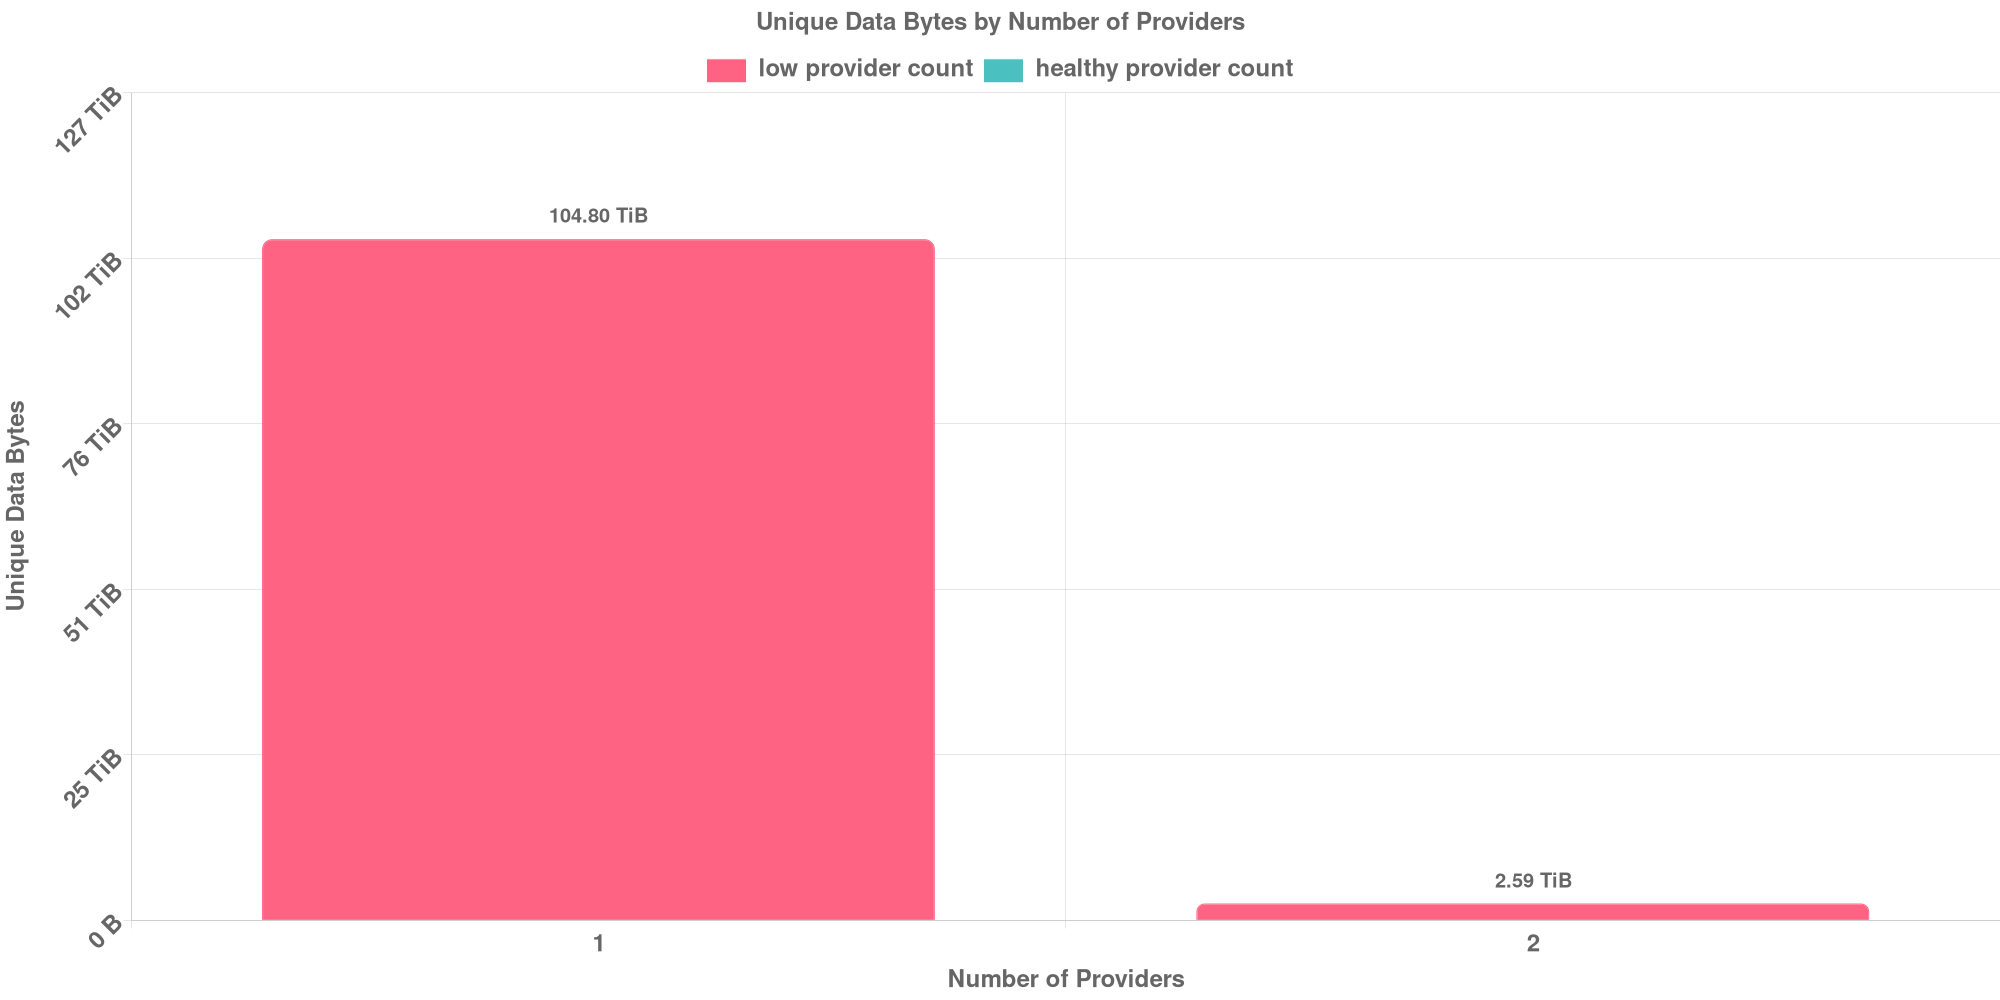 Unique Data Bytes by Number of Providers
low provider count healthy provider count
127 TiB
102 TiB
76 TiB
51 TiB
25 TiB
0 B
Unique Data Bytes
104.80 TiB
2.59 TiB
1 2
Number of Providers